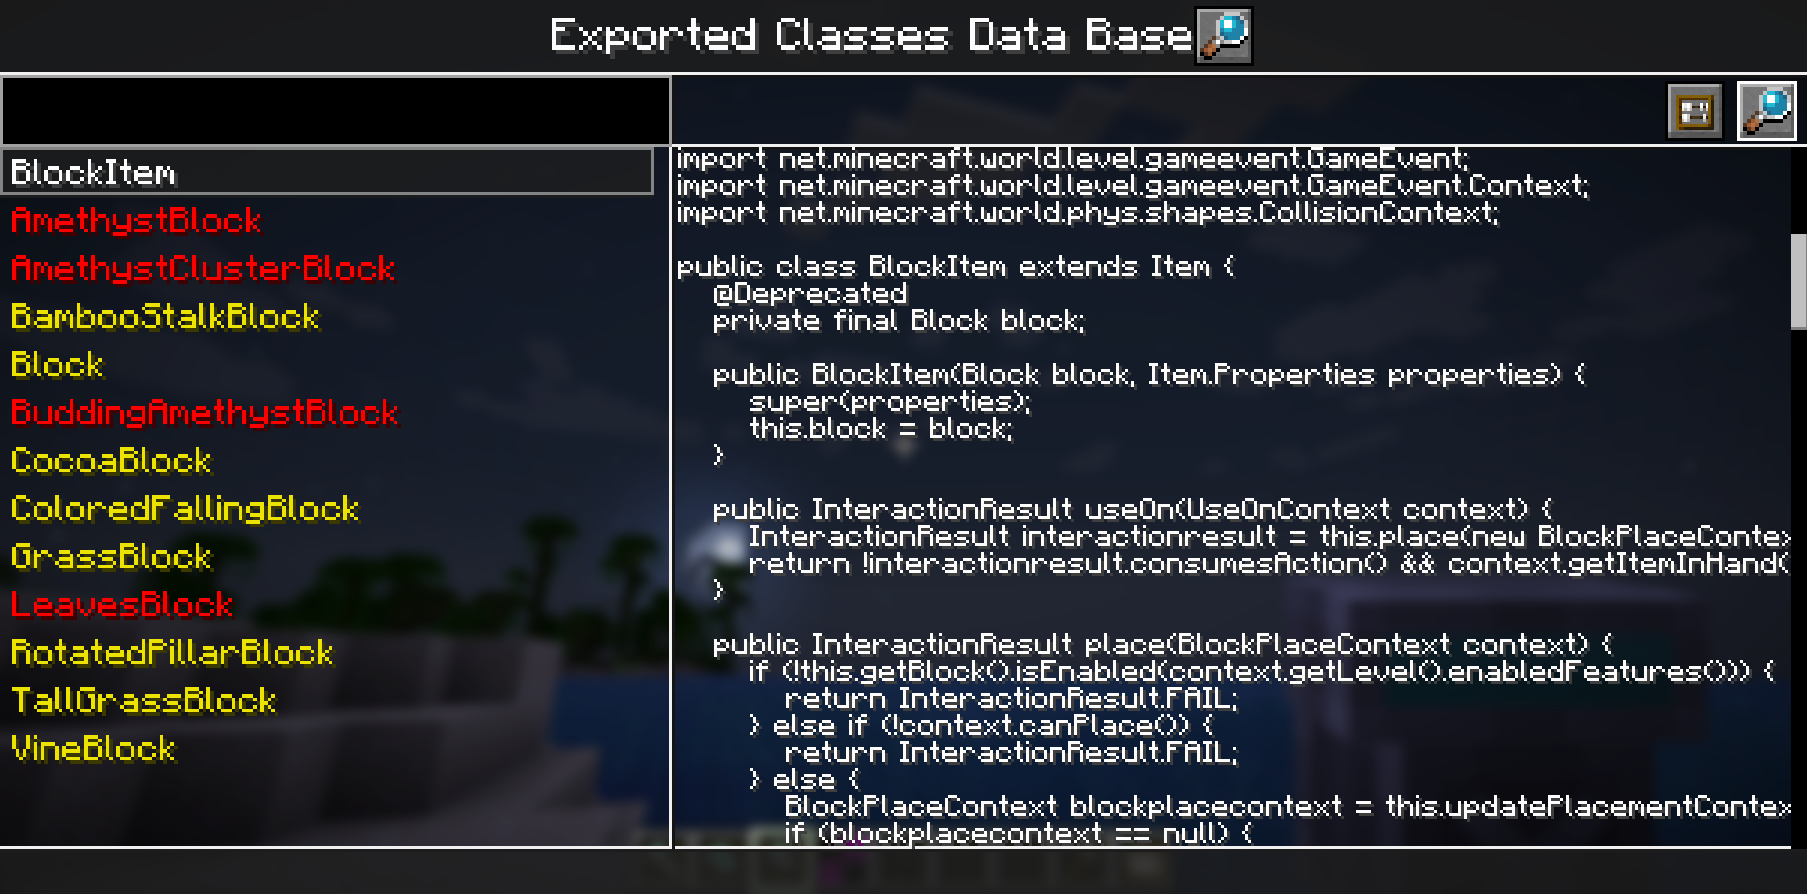 Exported Classes Data Base
BlockItem
AmethystBlock
AmethystClusterBlock
BambooStalkBlock
Block
BuddingAmethystBlock
CocoaBlock
ColoredFallingBlock
GrassBlock
LeavesBlock
RotatedPillarBlock
TallGrassBlock
VineBlock
import net.minecraft.world.level.gameevent.GameEvent;
import net.minecraft.world.level.gameevent.GameEvent.Context;
import net.minecraft.world.phys.shapes.CollisionContext;
public class BlockItem extends Item {
@Deprecated
private final Block block;
public BlockItem(Block block, Item.Properties properties) {
super(properties);
this.block = block;
}
public InteractionResult useOn(UseOnContext context) {
InteractionResult interactionresult = this.place(new BlockPlaceContex
return !interactionresult.consumesAction() && context.getItemInHand(
}
public InteractionResult place(BlockPlaceContext context) {
if (!this.getBlock().isEnabled(context.getLevel().enabledFeatures())) {
return InteractionResult.FAIL;
} else if (!context.canPlace()) {
return InteractionResult.FAIL;
} else {
BlockPlaceContext blockplacecontext = this.updatePlacementContex
if (blockplacecontext == null) {